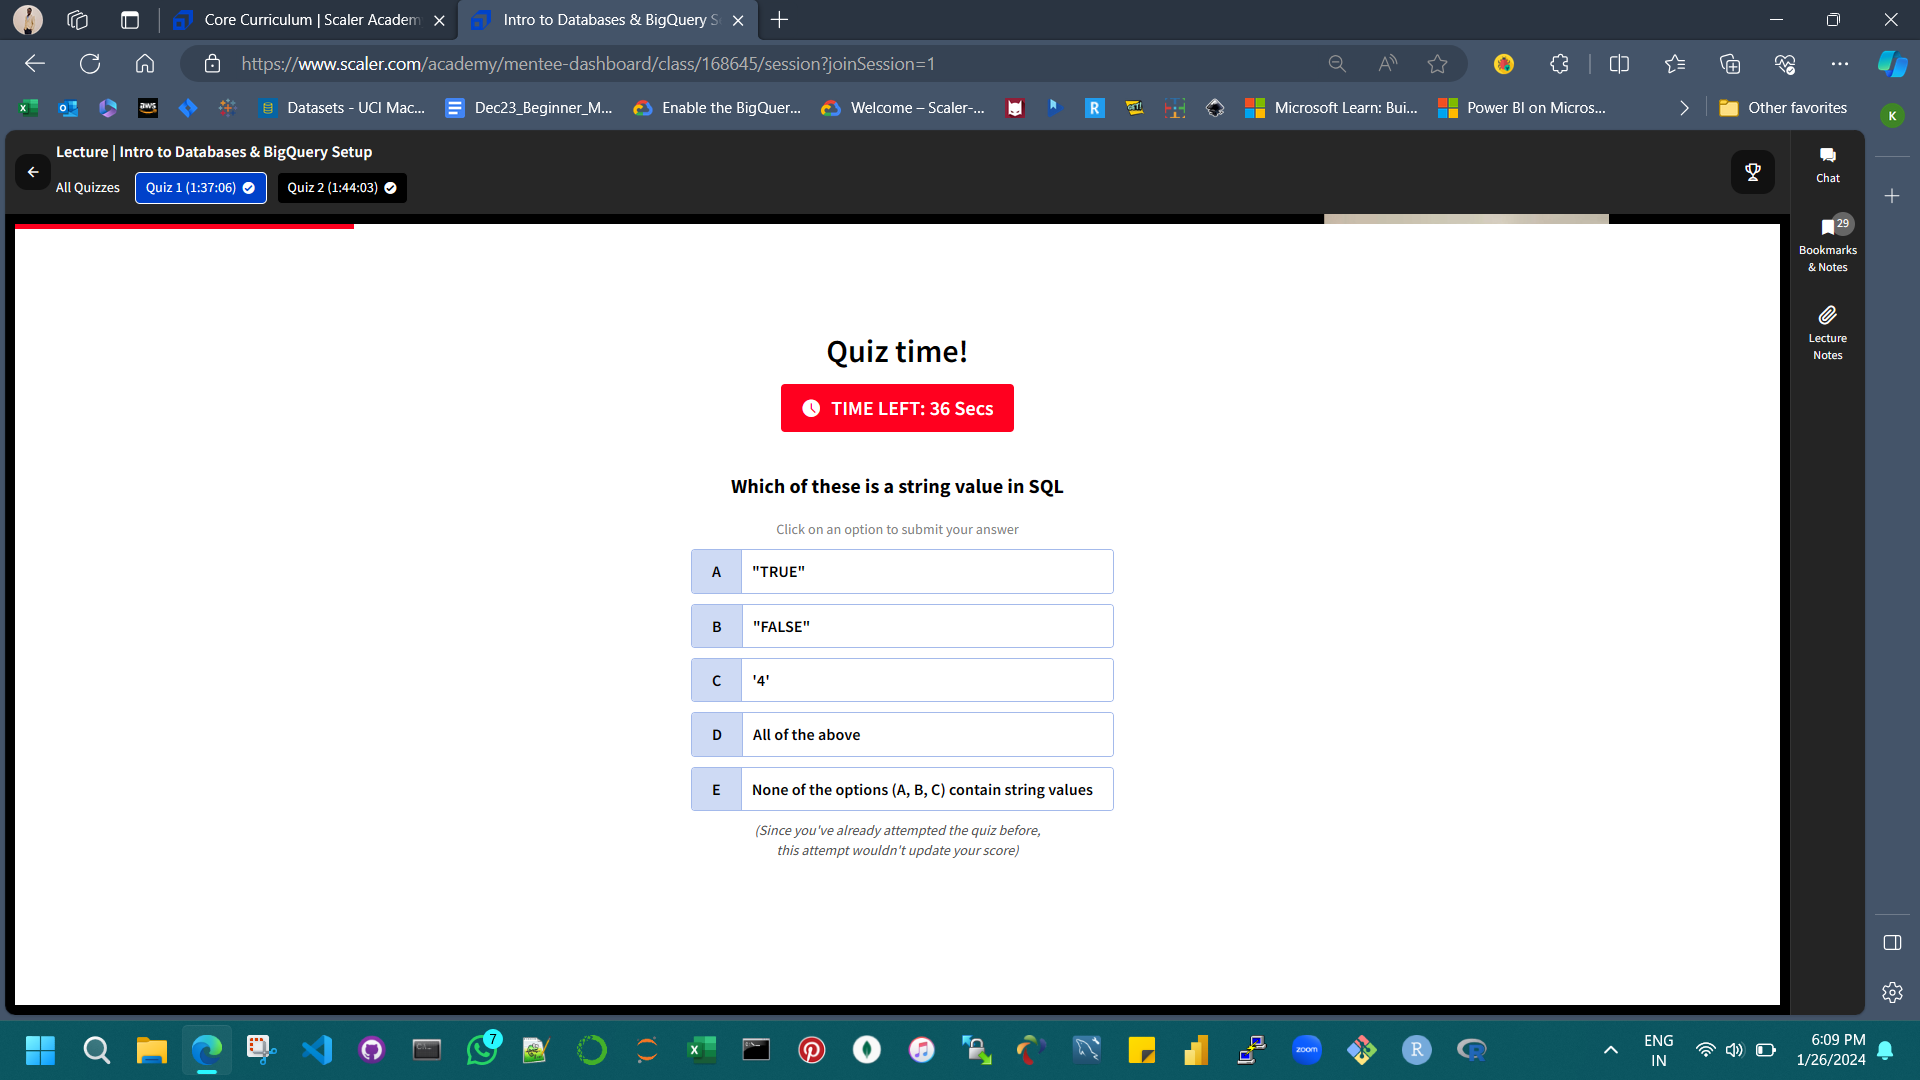 Core Curriculum | Scaler Academ
Intro to Databases & BigQuery S
https://www.scaler.com/academy/mentee-dashboard/class/168645/session?joinSession=1
aws
Datasets - UCI Mac...
Dec23_Beginner_M...
Enable the BigQuer...
Welcome – Scaler-...
R
Microsoft Learn: Bui...
Power BI on Micros...
Other favorites
K
Lecture | Intro to Databases & BigQuery Setup
All Quizzes
Quiz 1 (1:37:06)
Quiz 2 (1:44:03)
Chat
29
Bookmarks
& Notes
Lecture
Notes
Quiz time!
TIME LEFT: 36 Secs
Which of these is a string value in SQL
Click on an option to submit your answer
A "TRUE"
B "FALSE"
C '4'
D All of the above
E None of the options (A, B, C) contain string values
(Since you've already attempted the quiz before,
this attempt wouldn't update your score)
7
zoom
R
R
ENG
IN
6:09 PM
1/26/2024